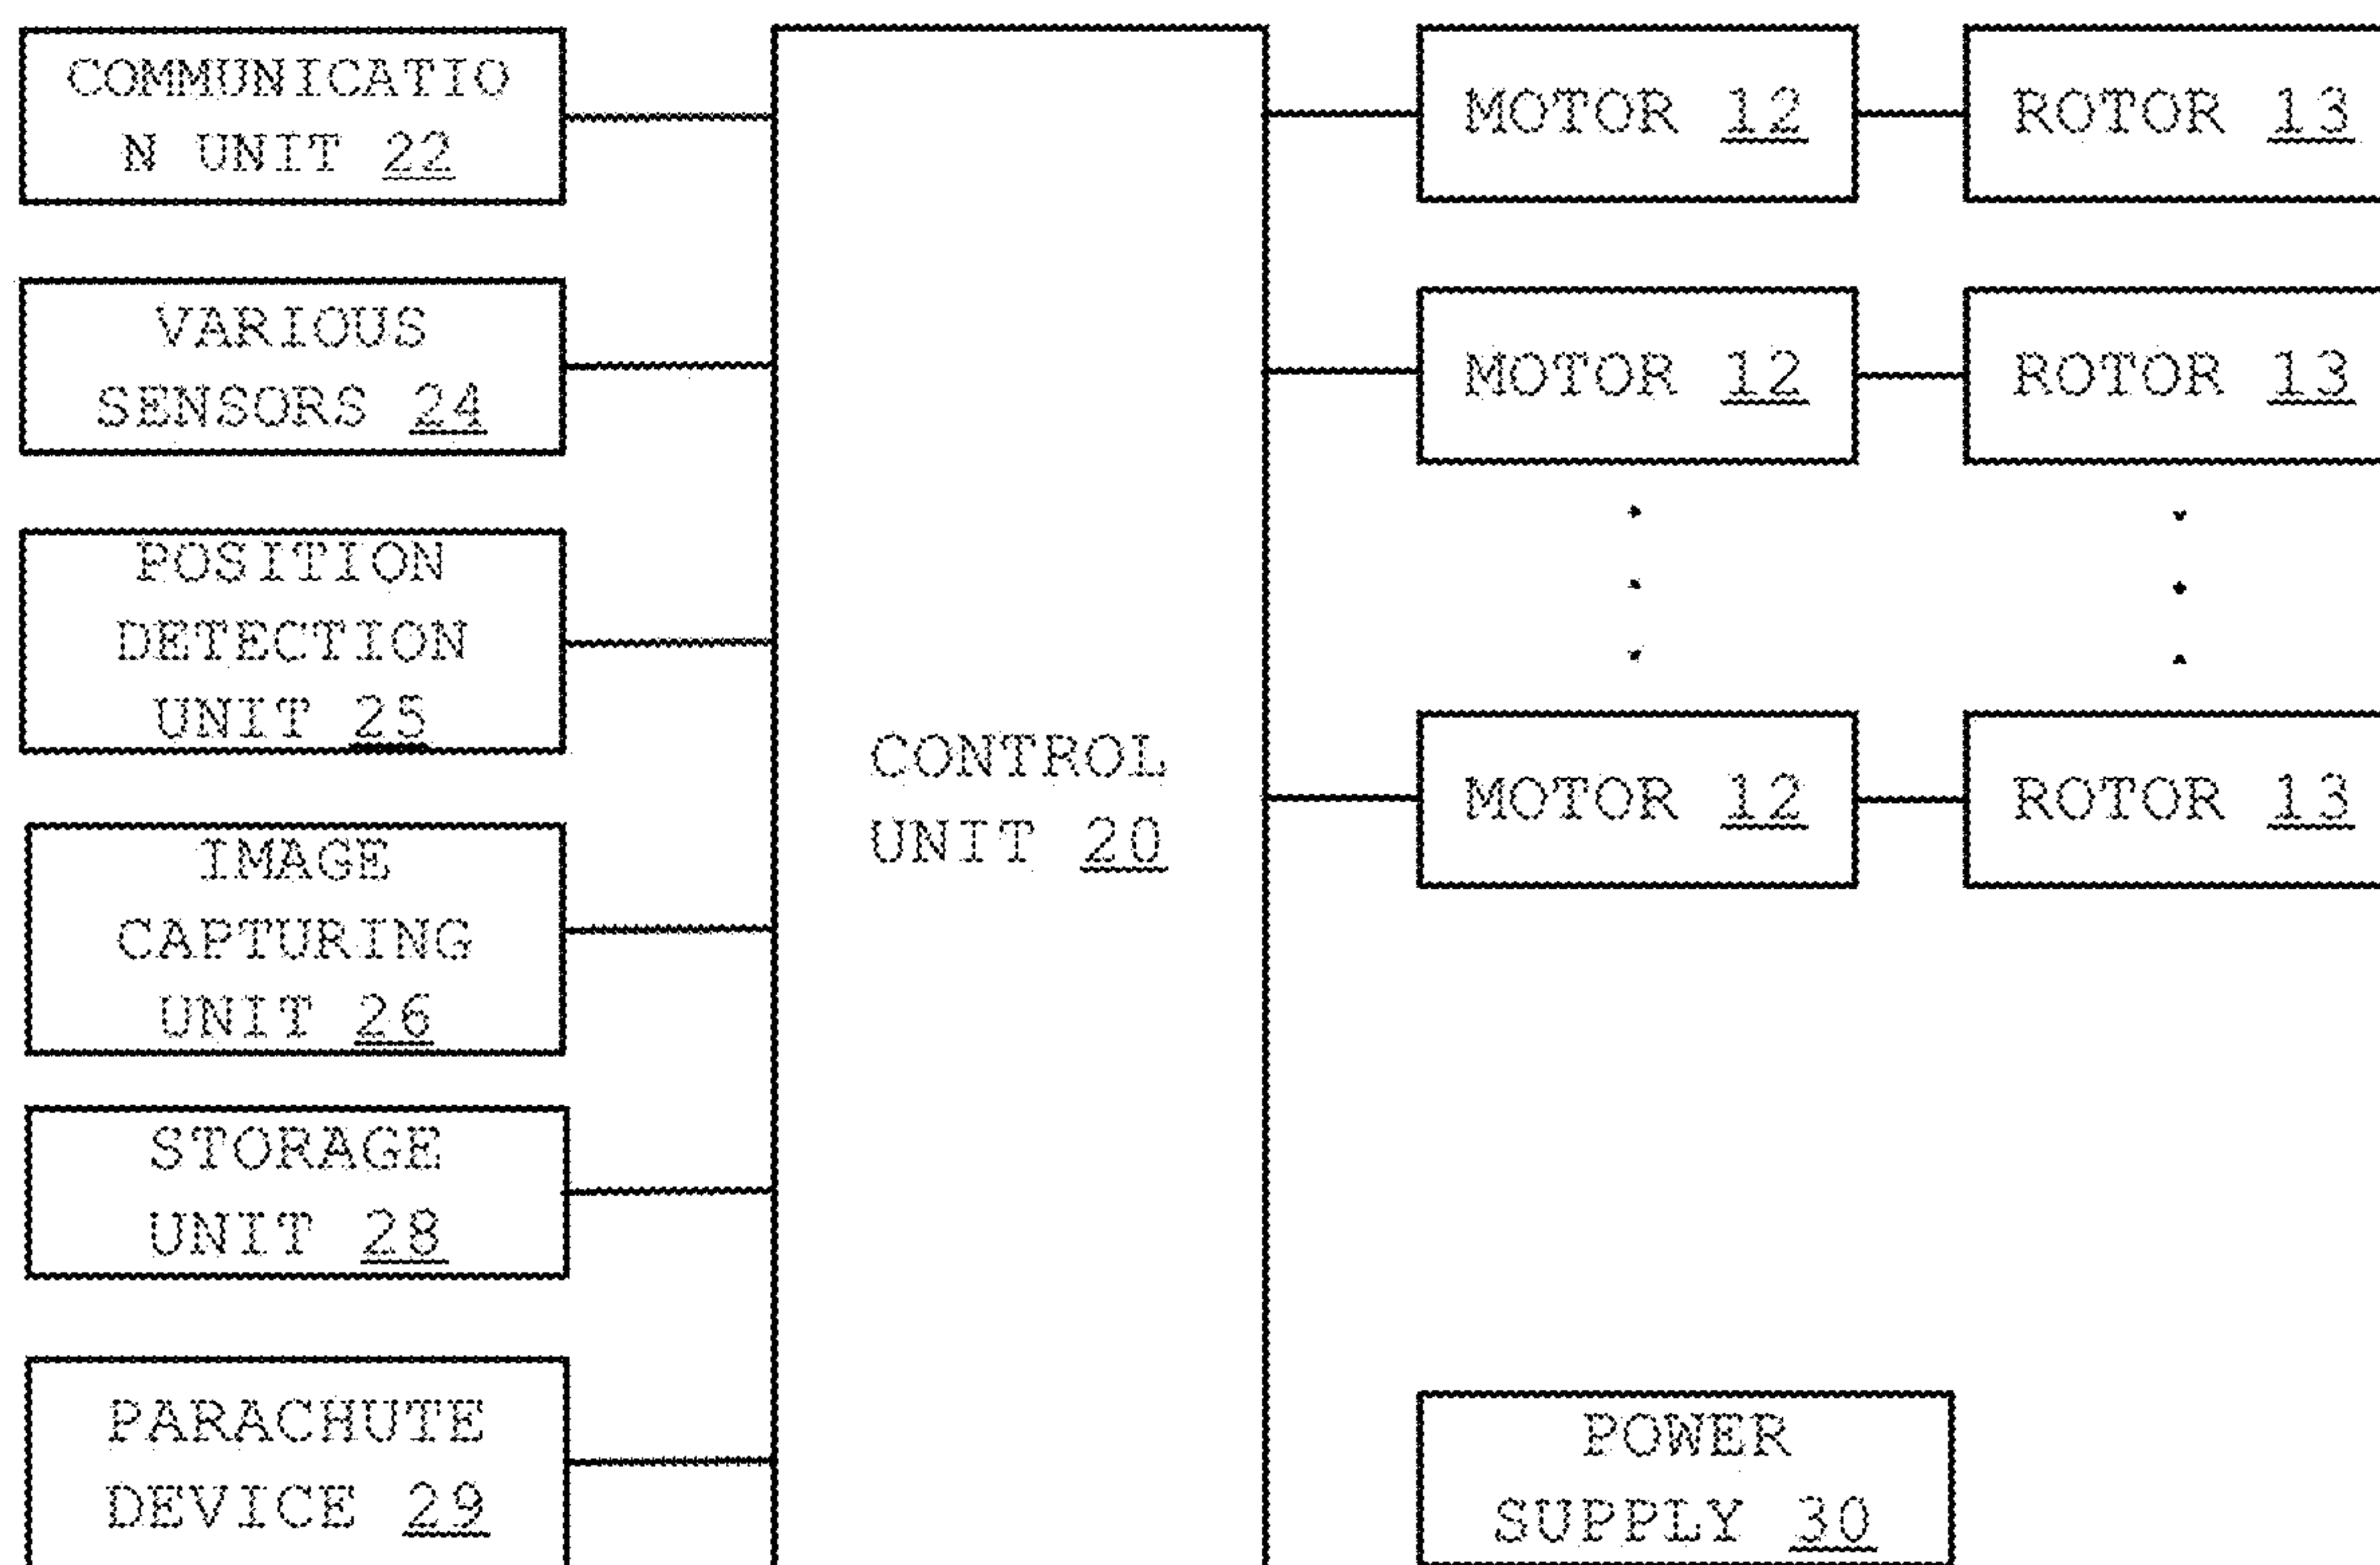 COMMUNICATIO
N UNIT 22
VARIOUS
SENSORS 24
POSITION
DETECTION
UNIT 25
IMAGE
CAPTURING
UNIT 26
STORAGE
UNIT 28
PARACHUTE
DEVICE 29
CONTROL
UNIT 20
MOTOR 12
ROTOR 13
MOTOR 12
ROTOR 13
MOTOR 12
ROTOR 13
POWER
SUPPLY 30